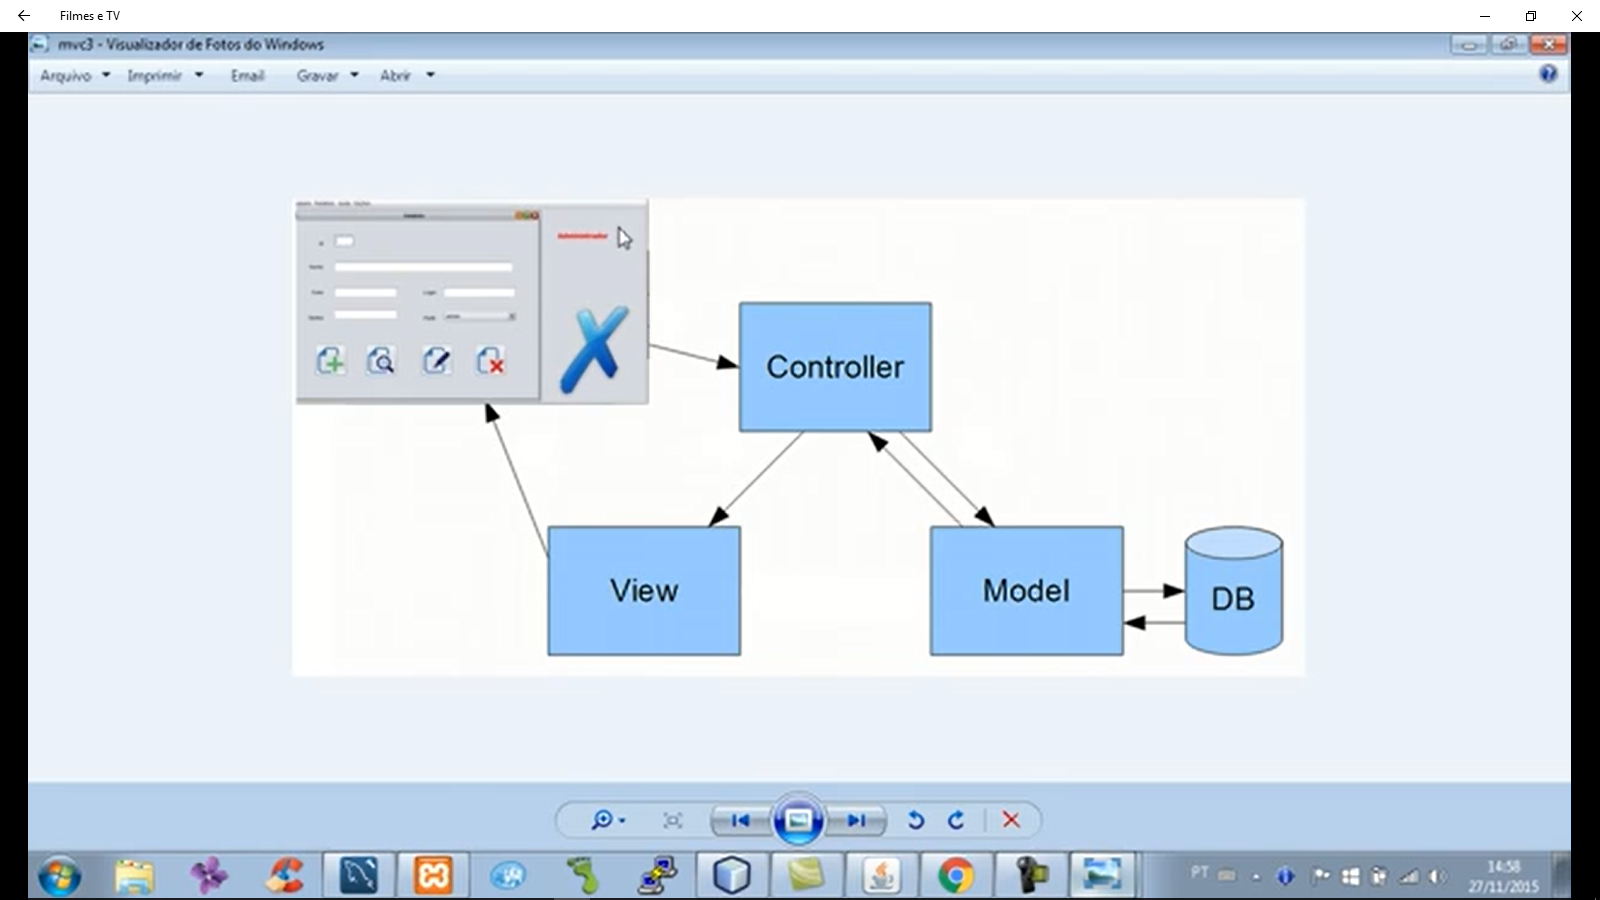 Filmes e TV
mvc3 - Visualizador de Fotos do Windows
Arquivo Imprimir Email Gravar Abrir
Administrador
Controller
View
Model
DB
PT
14:58
27/11/2015